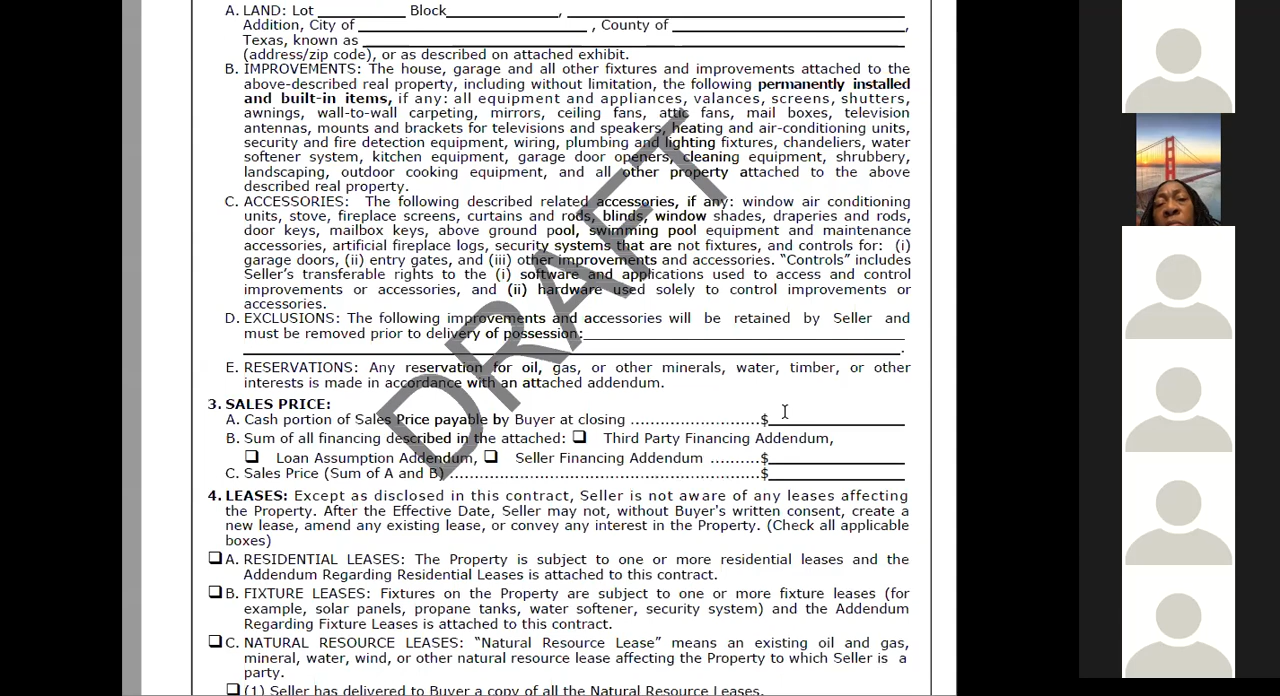 A. LAND: Lot ___________ Block______________, __________________________________________
Addition, City of _____________________________ , County of _____________________________,
Texas, known as ____________________________________________________________________
(address/zip code), or as described on attached exhibit.
B. IMPROVEMENTS: The house, garage and all other fixtures and improvements attached to the
above-described real property, including without limitation, the following permanently installed
and built-in items, if any: all equipment and appliances, valances, screens, shutters,
awnings, wall-to-wall carpeting, mirrors, ceiling fans, attic fans, mail boxes, television
antennas, mounts and brackets for televisions and speakers, heating and air-conditioning units,
security and fire detection equipment, wiring, plumbing and lighting fixtures, chandeliers, water
softener system, kitchen equipment, garage door openers, cleaning equipment, shrubbery,
landscaping, outdoor cooking equipment, and all other property attached to the above
described real property.
C. ACCESSORIES: The following described related accessories, if any: window air conditioning
units, stove, fireplace screens, curtains and rods, blinds, window shades, draperies and rods,
door keys, mailbox keys, above ground pool, swimming pool equipment and maintenance
accessories, artificial fireplace logs, security systems that are not fixtures, and controls for: (i)
garage doors, (ii) entry gates, and (iii) other improvements and accessories. “Controls” includes
Seller’s transferable rights to the (i) software and applications used to access and control
improvements or accessories, and (ii) hardware used solely to control improvements or
accessories.
D. EXCLUSIONS: The following improvements and accessories will be retained by Seller and
must be removed prior to delivery of possession:________________________________________
__________________________________________________________________________________.
E. RESERVATIONS: Any reservation for oil, gas, or other minerals, water, timber, or other
interests is made in accordance with an attached addendum.
3. SALES PRICE:
A. Cash portion of Sales Price payable by Buyer at closing .........................$_________________
B. Sum of all financing described in the attached: ❑ Third Party Financing Addendum,
❑ Loan Assumption Addendum, ❑ Seller Financing Addendum ..........$_________________
C. Sales Price (Sum of A and B) ............................................................$_________________
4. LEASES: Except as disclosed in this contract, Seller is not aware of any leases affecting
the Property. After the Effective Date, Seller may not, without Buyer's written consent, create a
new lease, amend any existing lease, or convey any interest in the Property. (Check all applicable
boxes)
❑ A. RESIDENTIAL LEASES: The Property is subject to one or more residential leases and the
Addendum Regarding Residential Leases is attached to this contract.
❑ B. FIXTURE LEASES: Fixtures on the Property are subject to one or more fixture leases (for
example, solar panels, propane tanks, water softener, security system) and the Addendum
Regarding Fixture Leases is attached to this contract.
❑ C. NATURAL RESOURCE LEASES: “Natural Resource Lease” means an existing oil and gas,
mineral, water, wind, or other natural resource lease affecting the Property to which Seller is a
party.
❑ (1) Seller has delivered to Buyer a copy of all the Natural Resource Leases.
DRAFT